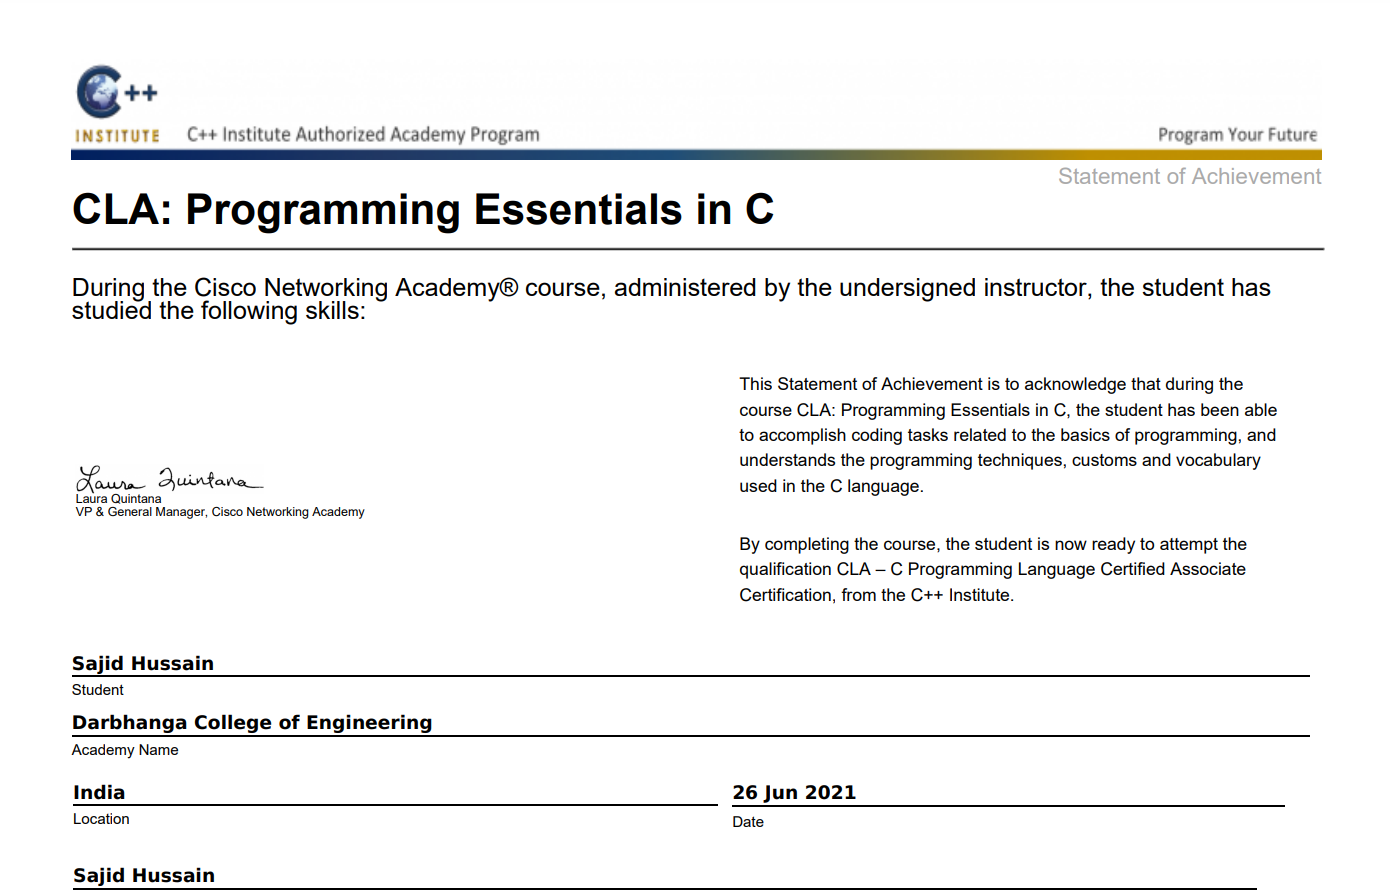 C++
INSTITUTE
C++ Institute Authorized Academy Program
Program Your Future
Statement of Achievement
CLA: Programming Essentials in C
During the Cisco Networking Academy® course, administered by the undersigned instructor, the student has
studied the following skills:
This Statement of Achievement is to acknowledge that during the
course CLA: Programming Essentials in C, the student has been able
to accomplish coding tasks related to the basics of programming, and
understands the programming techniques, customs and vocabulary
used in the C language.
By completing the course, the student is now ready to attempt the
qualification CLA – C Programming Language Certified Associate
Certification, from the C++ Institute.
Laura Quintana
Laura Quintana
VP & General Manager, Cisco Networking Academy
Sajid Hussain
Student
Darbhanga College of Engineering
Academy Name
India
Location
26 Jun 2021
Date
Sajid Hussain